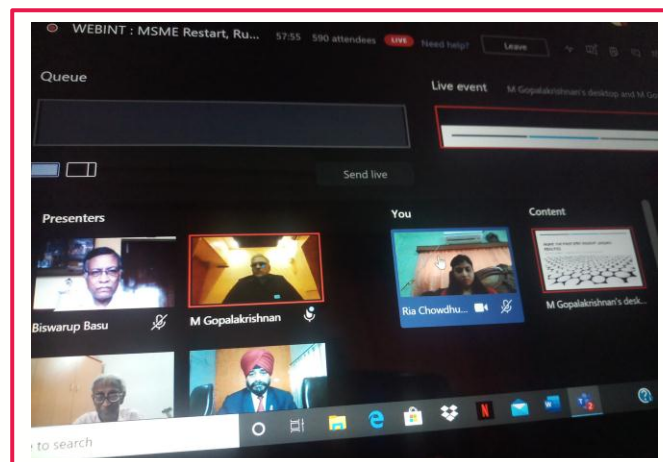 WEBINT : MSME Restart, Ru... 57:55 590 attendees LIVE Need help? Leave
Queue
Live event M Gopalakrishnan's desktop and M Go
Send live
Presenters
You
Content
Biswarup Basu
M Gopalakrishnan
Ria Chowdhu...
M Gopalakrishnan's desk...
to search